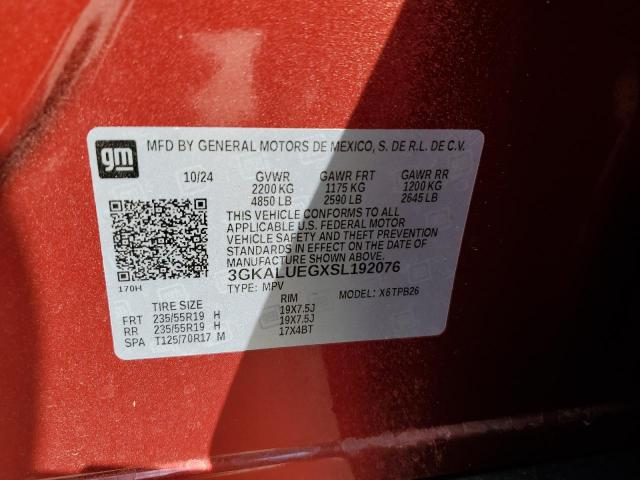 gm
MFD BY GENERAL MOTORS DE MEXICO, S. DE R.L. DE C.V.
10/24 GVWR GAWR FRT GAWR RR
2200 KG 1175 KG 1200 KG
4850 LB 2590 LB 2645 LB
THIS VEHICLE CONFORMS TO ALL
APPLICABLE U.S. FEDERAL MOTOR
VEHICLE SAFETY AND THEFT PREVENTION
STANDARDS IN EFFECT ON THE DATE OF
MANUFACTURE SHOWN ABOVE.
3GKALUEGXSL192076
170H
TYPE: MPV MODEL: X6TPB26
TIRE SIZE RIM
FRT 235/55R19 H 19X7.5J
RR 235/55R19 H 19X7.5J
SPA T125/70R17 M 17X4BT